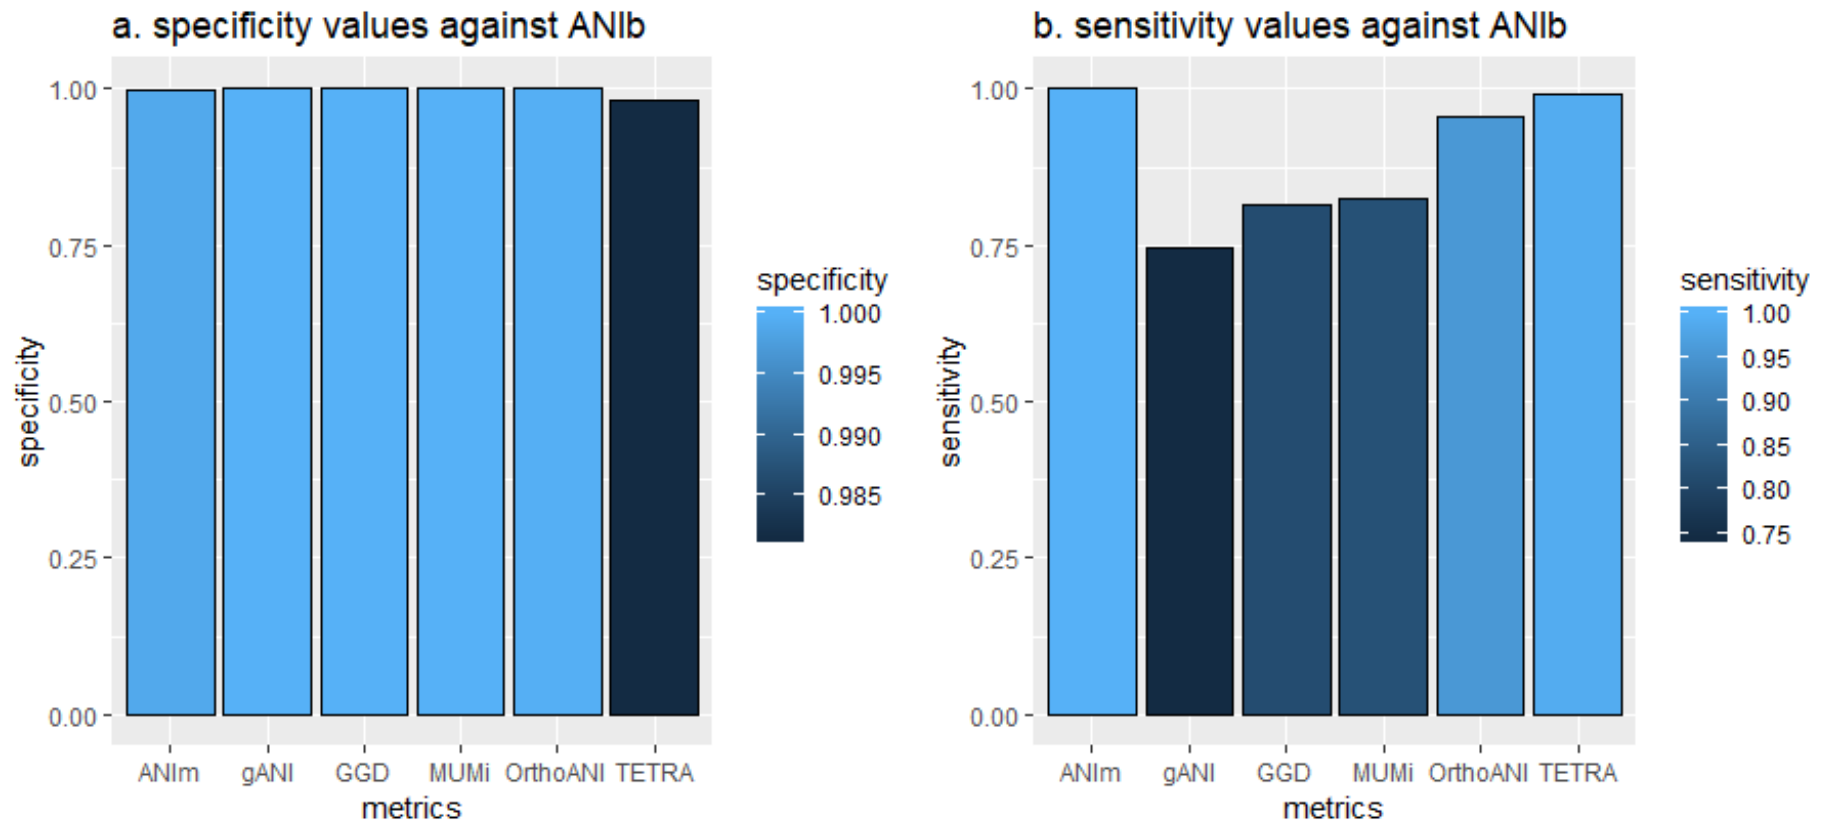 a. specificity values against ANIb
specificity
1.00
0.75
0.50
0.25
0.00
ANIm gANI GGD MUMi OrthoANI TETRA
metrics
specificity
1.000
0.995
0.990
0.985
b. sensitivity values against ANIb
sensitivity
1.00
0.75
0.50
0.25
0.00
ANIm gANI GGD MUMi OrthoANI TETRA
metrics
sensitivity
1.00
0.95
0.90
0.85
0.80
0.75